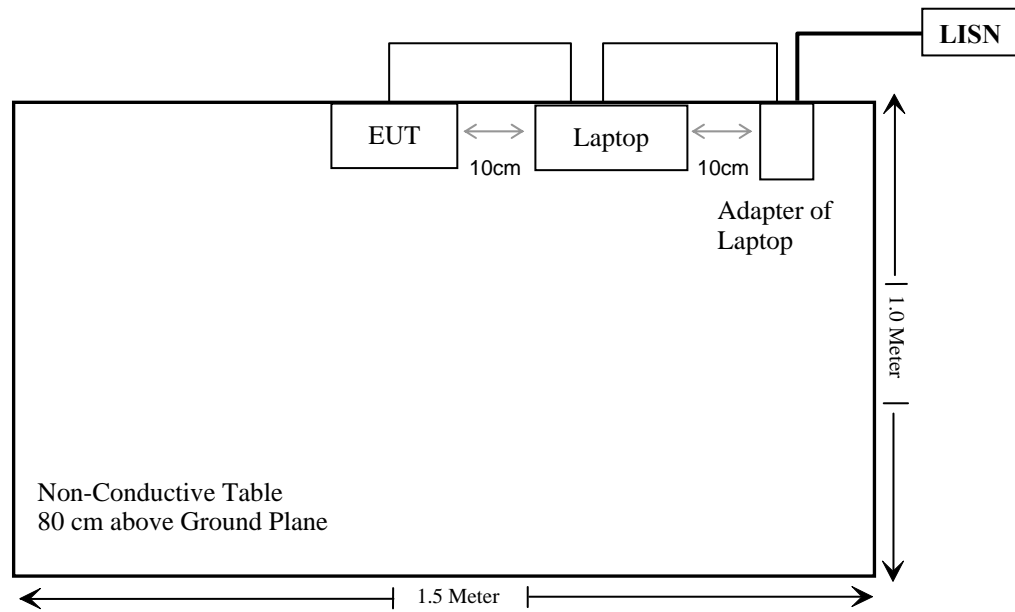 LISN
EUT
Laptop
10cm
10cm
Adapter of
Laptop
1.0 Meter
Non-Conductive Table
80 cm above Ground Plane
1.5 Meter